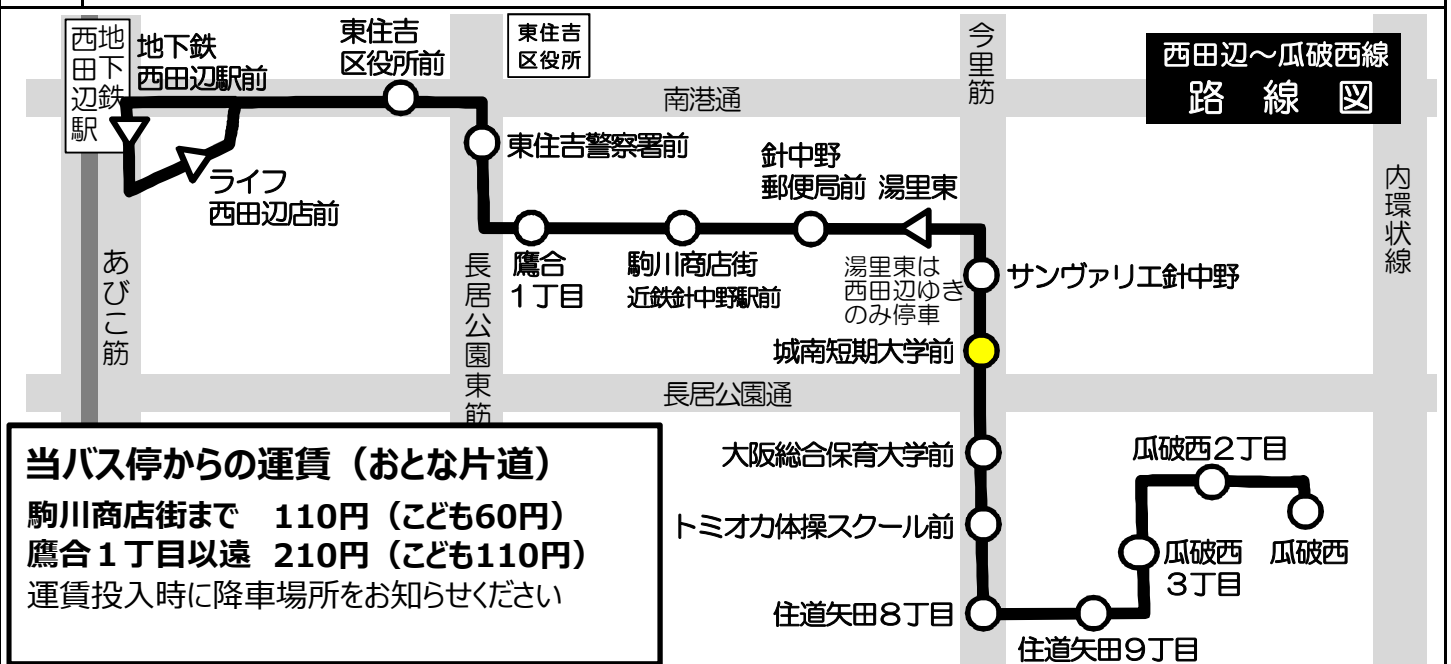 地下鉄
西田辺駅
地下鉄
西田辺駅前
東住吉
区役所前
東住吉
区役所
今里筋
西田辺～瓜破西線
路線図
南港通
東住吉警察署前
ライフ
西田辺店前
針中野
郵便局前
湯里東
内環状線
あびこ筋
長居公園東筋
鷹合
１丁目
駒川商店街
近鉄針中野駅前
湯里東は
西田辺ゆき
のみ停車
サンヴァリエ針中野
城南短期大学前
長居公園通
当バス停からの運賃（おとな片道）
駒川商店街まで　110円（こども60円）
鷹合１丁目以遠　210円（こども110円）
運賃投入時に降車場所をお知らせください
大阪総合保育大学前
瓜破西２丁目
トミオカ体操スクール前
瓜破西
３丁目
瓜破西
住道矢田８丁目
住道矢田９丁目